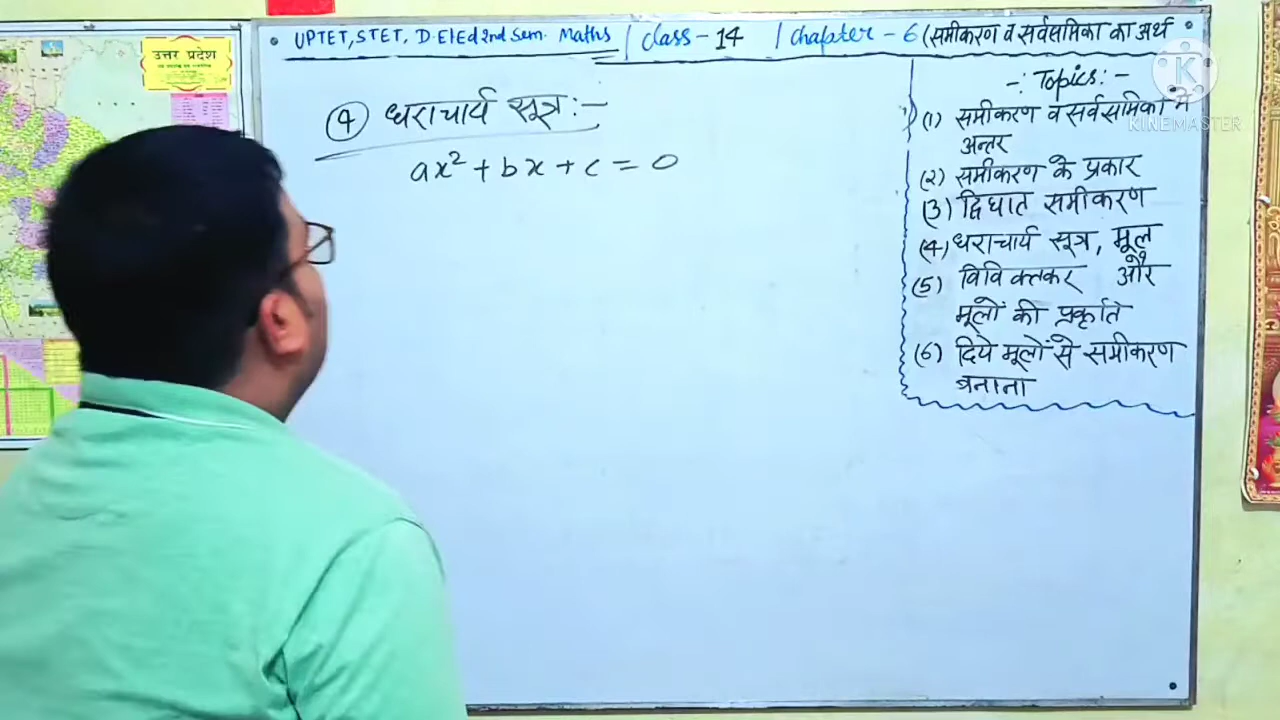 UPTET, STET, D.ElEd 2nd Sem. Maths | Class - 14 | Chapter - 6 (समीकरण व सर्वसमिका का अर्थ
उत्तर प्रदेश
(4) धराचार्य सूत्र :-
ax² + bx + c = 0
-: Topics :-
(1) समीकरण व सर्वसमिका में
अन्तर
(2) समीकरण के प्रकार
(3) द्विघात समीकरण
(4) धराचार्य सूत्र, मूल
(5) विविक्तकर और
मूलों की प्रकृति
(6) दिये मूलों से समीकरण
बनाना
K
KINEMASTER